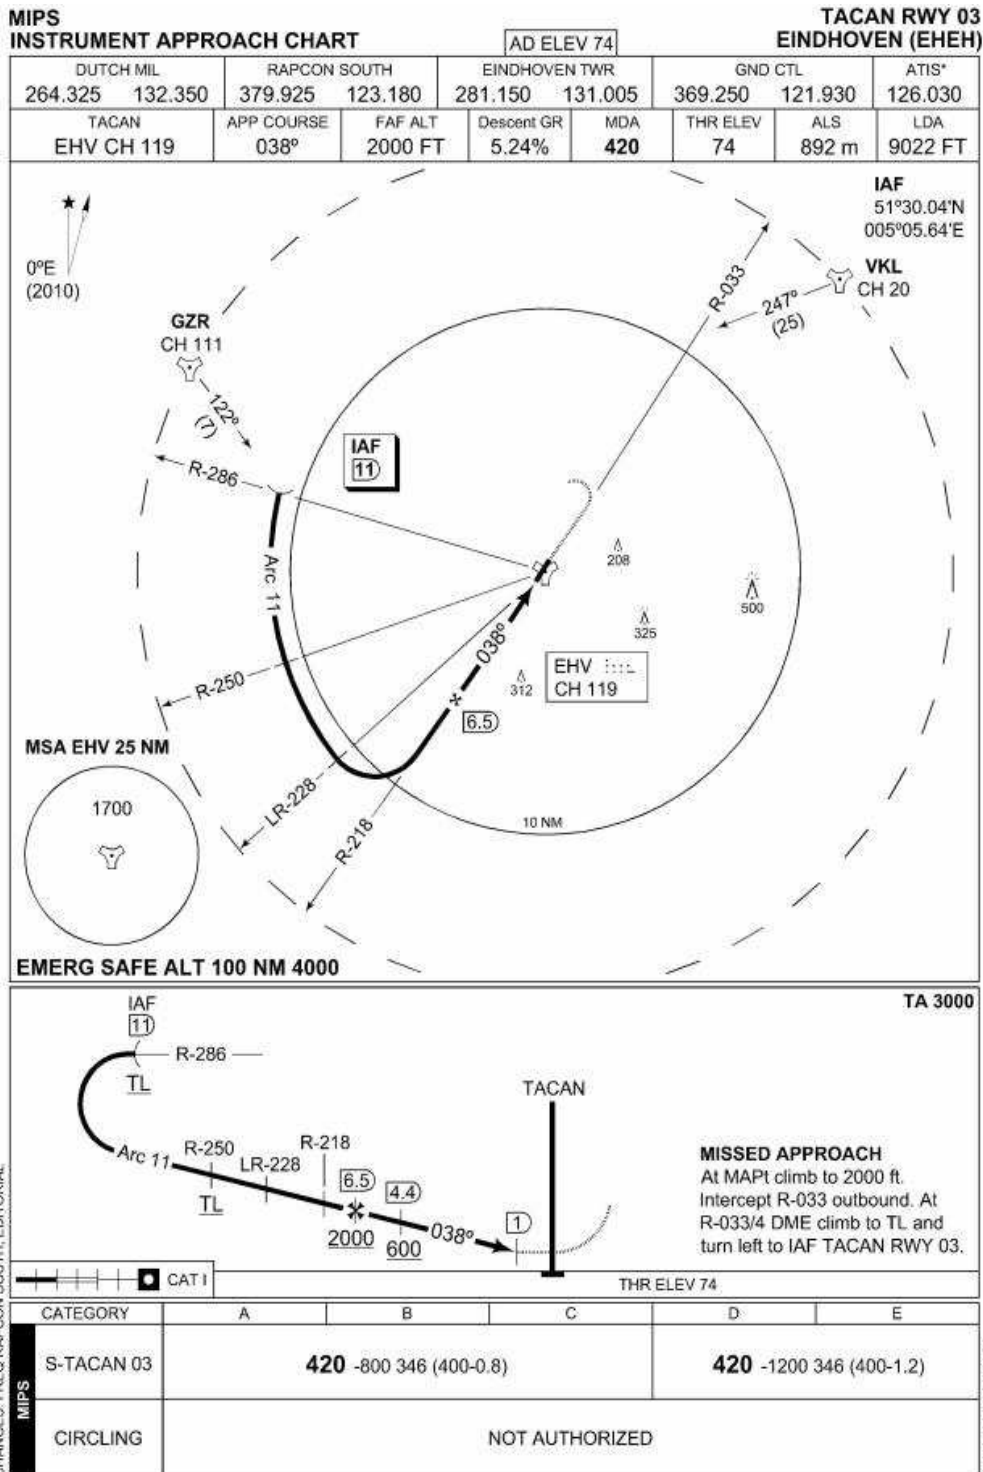 MIPS
INSTRUMENT APPROACH CHART
AD ELEV 74
TACAN RWY 03
EINDHOVEN (EHEH)
DUTCH MIL
264.325 132.350
RAPCON SOUTH
379.925 123.180
EINDHOVEN TWR
281.150 131.005
GND CTL
369.250 121.930
ATIS*
126.030
TACAN
EHV CH 119
APP COURSE
038º
FAF ALT
2000 FT
Descent GR
5.24%
MDA
420
THR ELEV
74
ALS
892 m
LDA
9022 FT
IAF
51º30.04'N
005º05.64'E
0ºE
(2010)
VKL
CH 20
R-033
247º
(25)
GZR
CH 111
122º
(7)
IAF
11
R-286
Arc 11
208
500
325
038º
EHV
CH 119
312
R-250
6.5
MSA EHV 25 NM
1700
LR-228
R-218
10 NM
EMERG SAFE ALT 100 NM 4000
TA 3000
IAF
11
R-286
TL
TACAN
Arc 11
R-250
LR-228
R-218
TL
6.5
4.4
2000
600
038º
1
MISSED APPROACH
At MAPt climb to 2000 ft.
Intercept R-033 outbound. At
R-033/4 DME climb to TL and
turn left to IAF TACAN RWY 03.
CAT I
THR ELEV 74
CATEGORY A B C D E
MIPS
S-TACAN 03
420 -800 346 (400-0.8)
420 -1200 346 (400-1.2)
CIRCLING
NOT AUTHORIZED